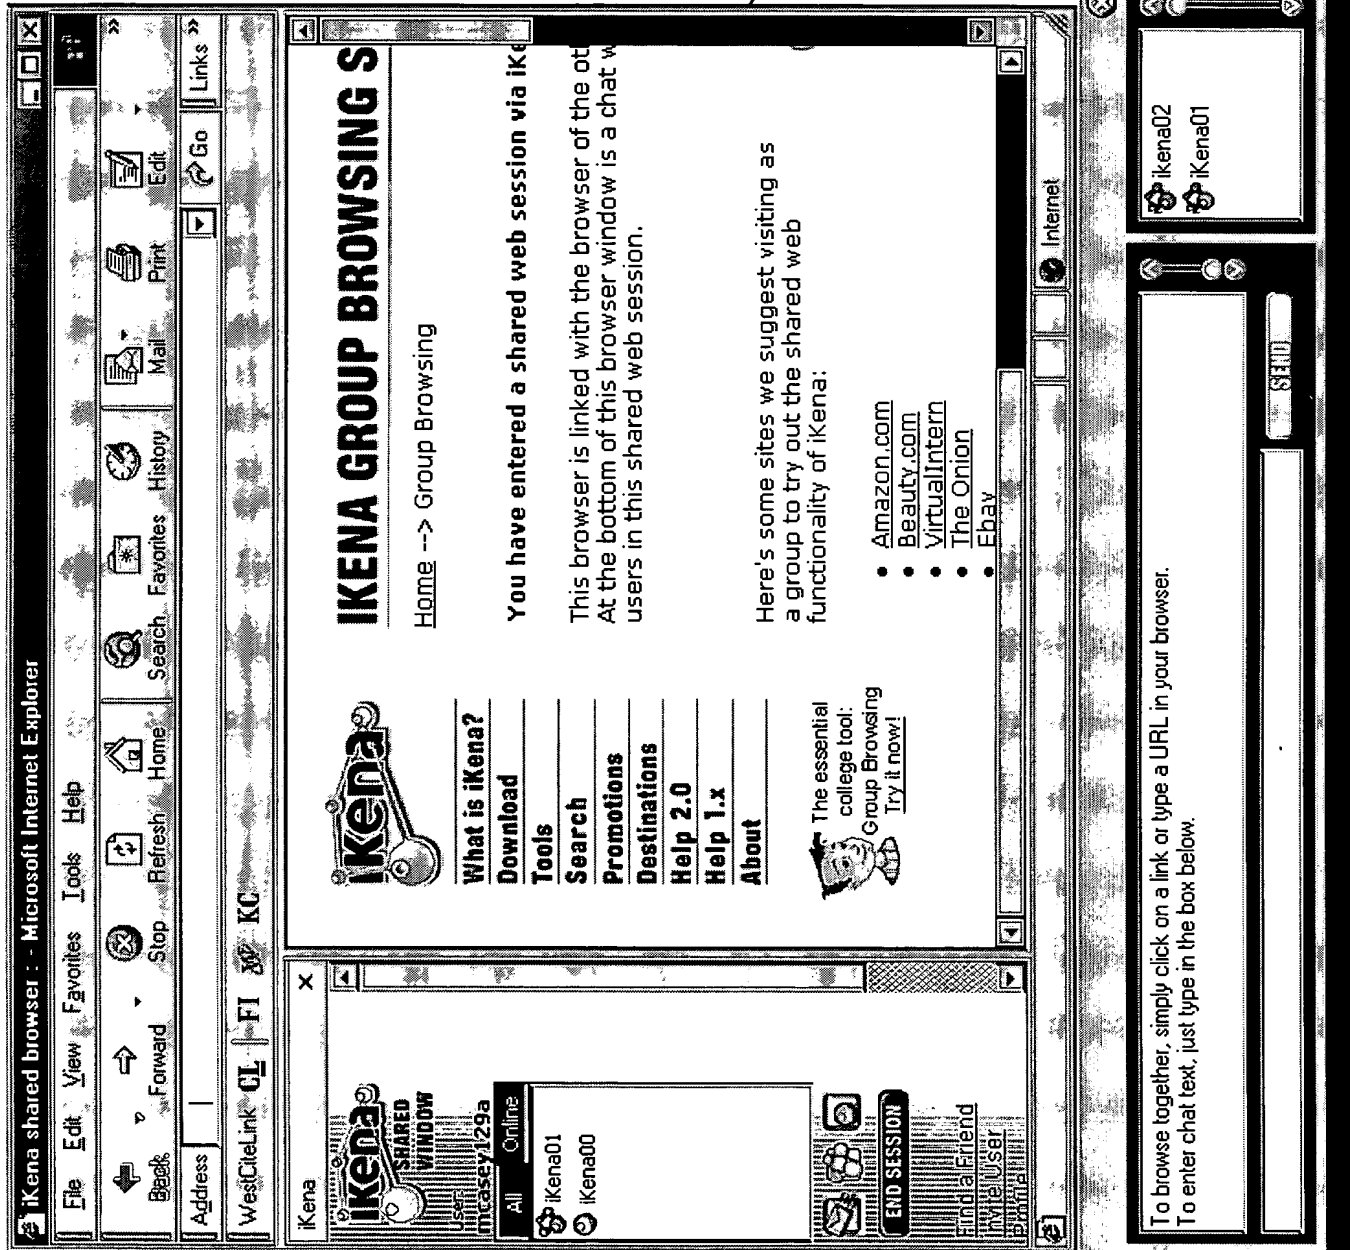 iKena shared browser : - Microsoft Internet Explorer
File Edit View Favorites Tools Help
Back Forward Stop Refresh Home Search Favorites History Mail Print Edit
Address Go Links
WestCiteLink CL FI KC
iKena
iKena
SHARED
WINDOW
User:
mcasey729a
All Online
iKena01
iKena00
END SESSION
Find a Friend
Invite User
Profile
iKena
What is iKena?
Download
Tools
Search
Promotions
Destinations
Help 2.0
Help 1.x
About
The essential
college tool:
Group Browsing
Try it now!
IKENA GROUP BROWSING S
Home --> Group Browsing
You have entered a shared web session via iKe
This browser is linked with the browser of the ot
At the bottom of this browser window is a chat w
users in this shared web session.
Here's some sites we suggest visiting as
a group to try out the shared web
functionality of iKena:
• Amazon.com
• Beauty.com
• VirtualIntern
• The Onion
• Ebay
Internet
To browse together, simply click on a link or type a URL in your browser.
To enter chat text, just type in the box below.
SEND
ikena02
iKena01